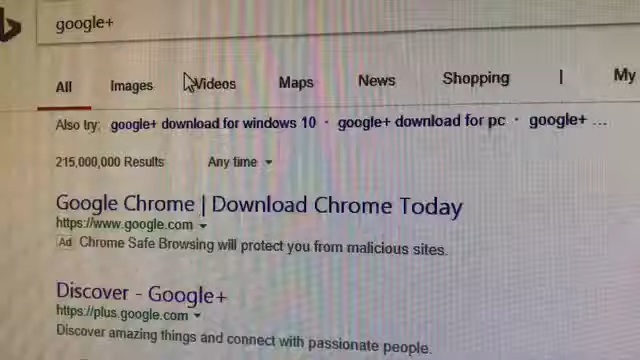 google+
All Images Videos Maps News Shopping | My
Also try: google+ download for windows 10 · google+ download for pc · google+ ...
215,000,000 Results Any time
Google Chrome | Download Chrome Today
https://www.google.com
Ad Chrome Safe Browsing will protect you from malicious sites.
Discover - Google+
https://plus.google.com
Discover amazing things and connect with passionate people.